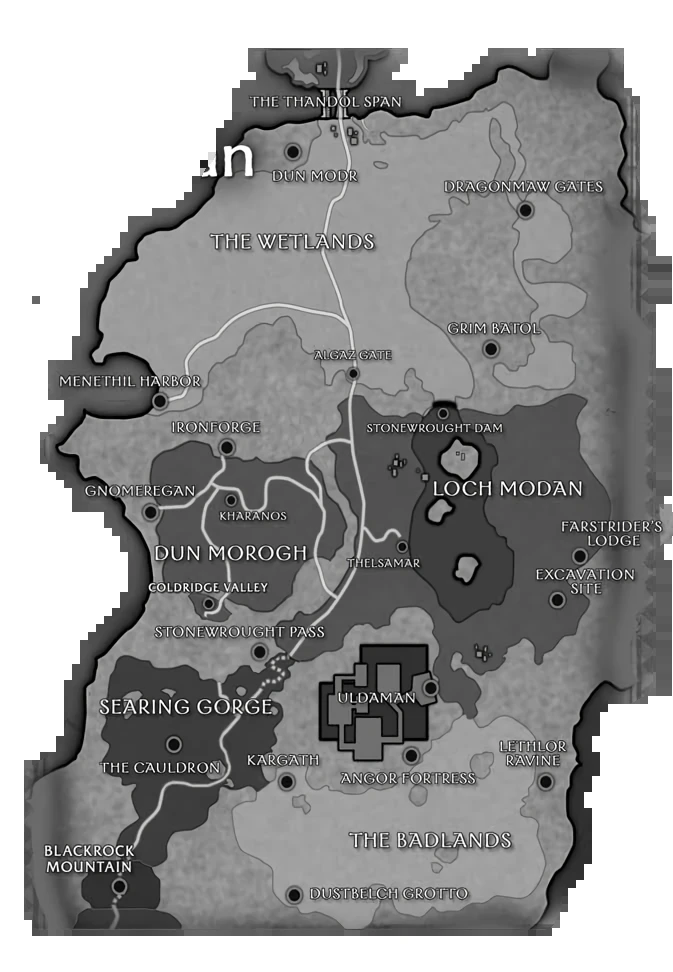 THE THANDOL SPAN
DUN MODR
DRAGONMAW GATES
THE WETLANDS
GRIM BATOL
ALGAZ GATE
MENETHIL HARBOR
IRONFORGE
STONEWROUGHT DAM
GNOMEREGAN
LOCH MODAN
KHARANOS
FARSTRIDER'S
LODGE
DUN MOROGH
THELSAMAR
EXCAVATION
SITE
COLDRIDGE VALLEY
STONEWROUGHT PASS
ULDAMAN
SEARING GORGE
LETHLOR
RAVINE
THE CAULDRON
KARGATH
ANGOR FORTRESS
THE BADLANDS
BLACKROCK
MOUNTAIN
DUSTBELCH GROTTO